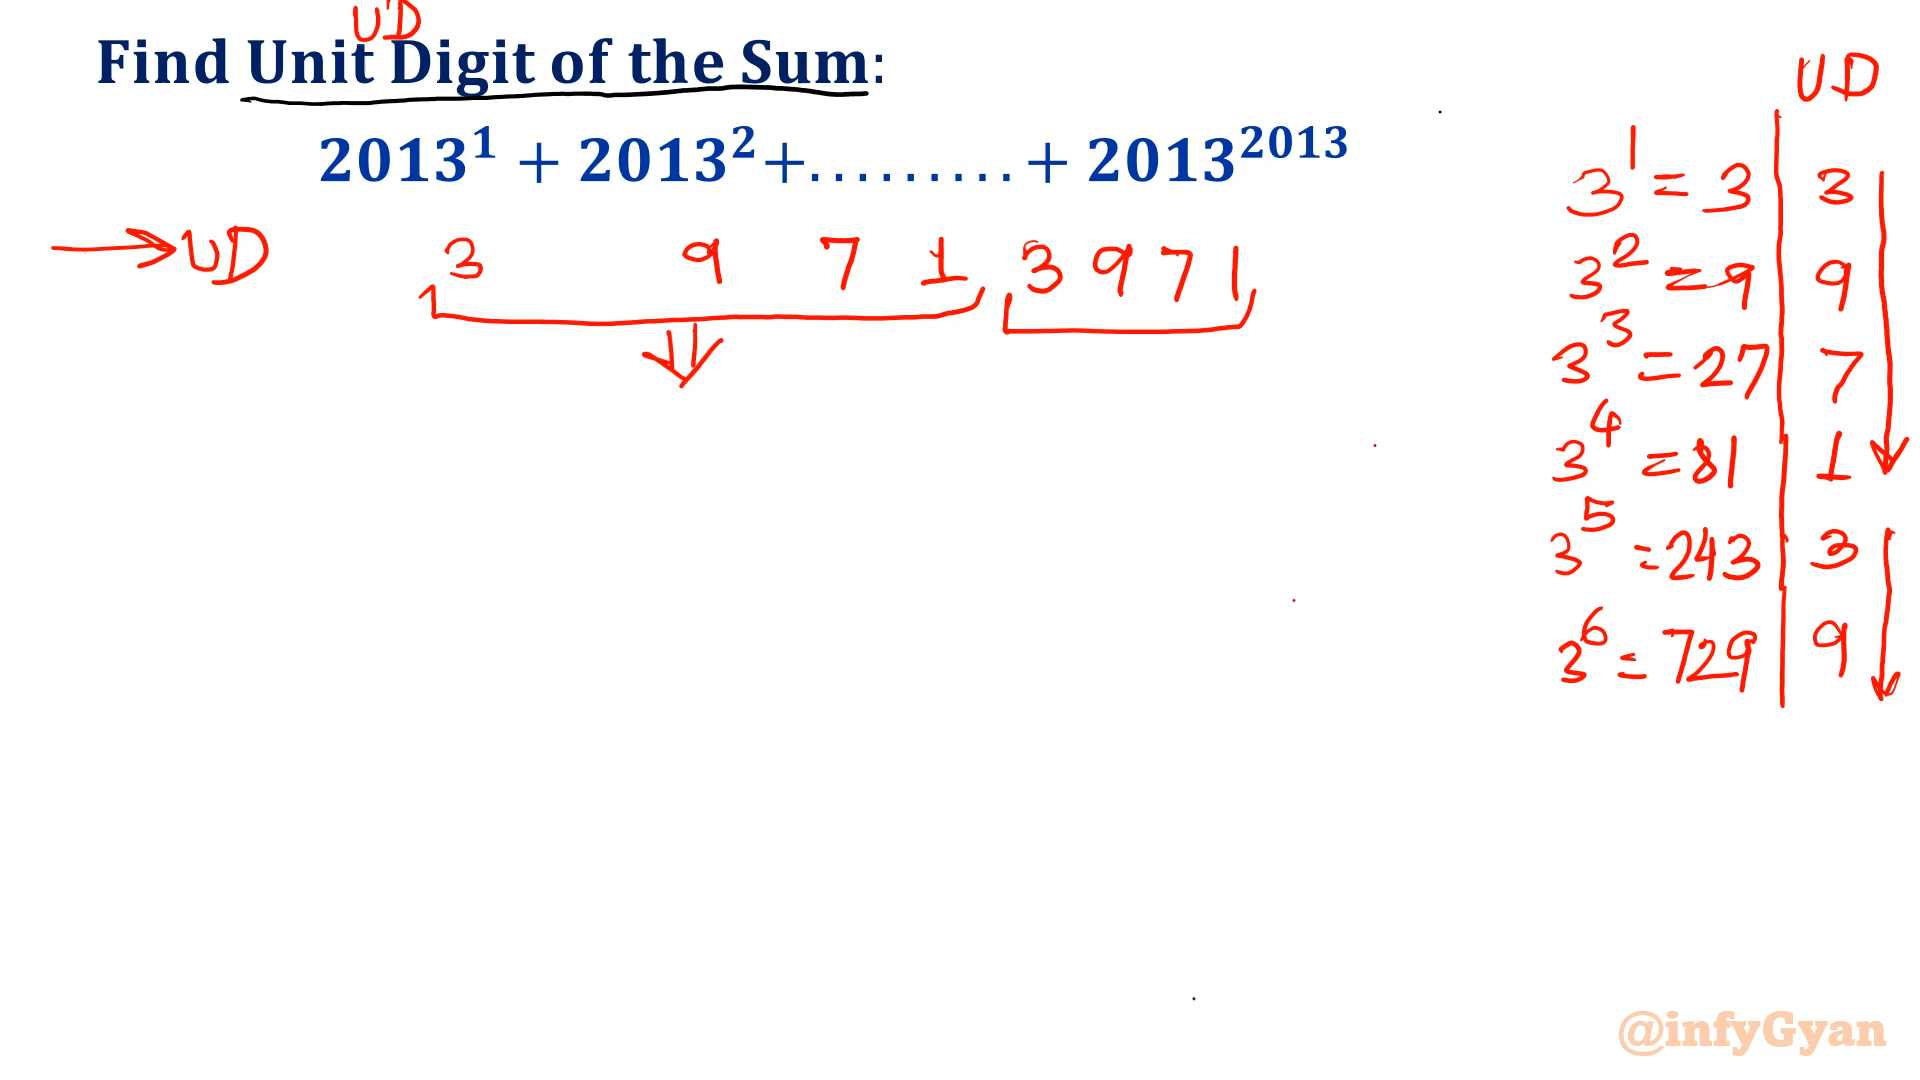 UD
Find Unit Digit of the Sum:
2013¹ + 2013² + ......... + 2013²⁰¹³
UD 3 9 7 1 3 9 7 1
UD
3¹ = 3 3
3² = 9 9
3³ = 27 7
3⁴ = 81 1
3⁵ = 243 3
3⁶ = 729 9
@infyGyan